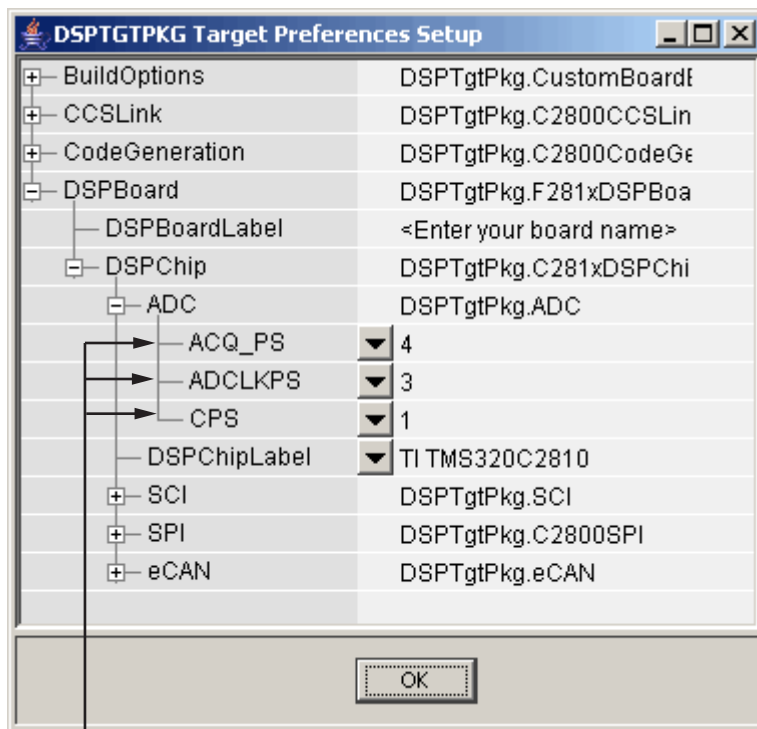 DSPTGTPKG Target Preferences Setup
BuildOptions DSPTgtPkg.CustomBoardB
CCSLink DSPTgtPkg.C2800CCSLin
CodeGeneration DSPTgtPkg.C2800CodeGe
DSPBoard DSPTgtPkg.F281xDSPBoa
DSPBoardLabel <Enter your board name>
DSPChip DSPTgtPkg.C281xDSPChi
ADC DSPTgtPkg.ADC
ACQ_PS 4
ADCLKPS 3
CPS 1
DSPChipLabel TI TMS320C2810
SCI DSPTgtPkg.SCI
SPI DSPTgtPkg.C2800SPI
eCAN DSPTgtPkg.eCAN
OK